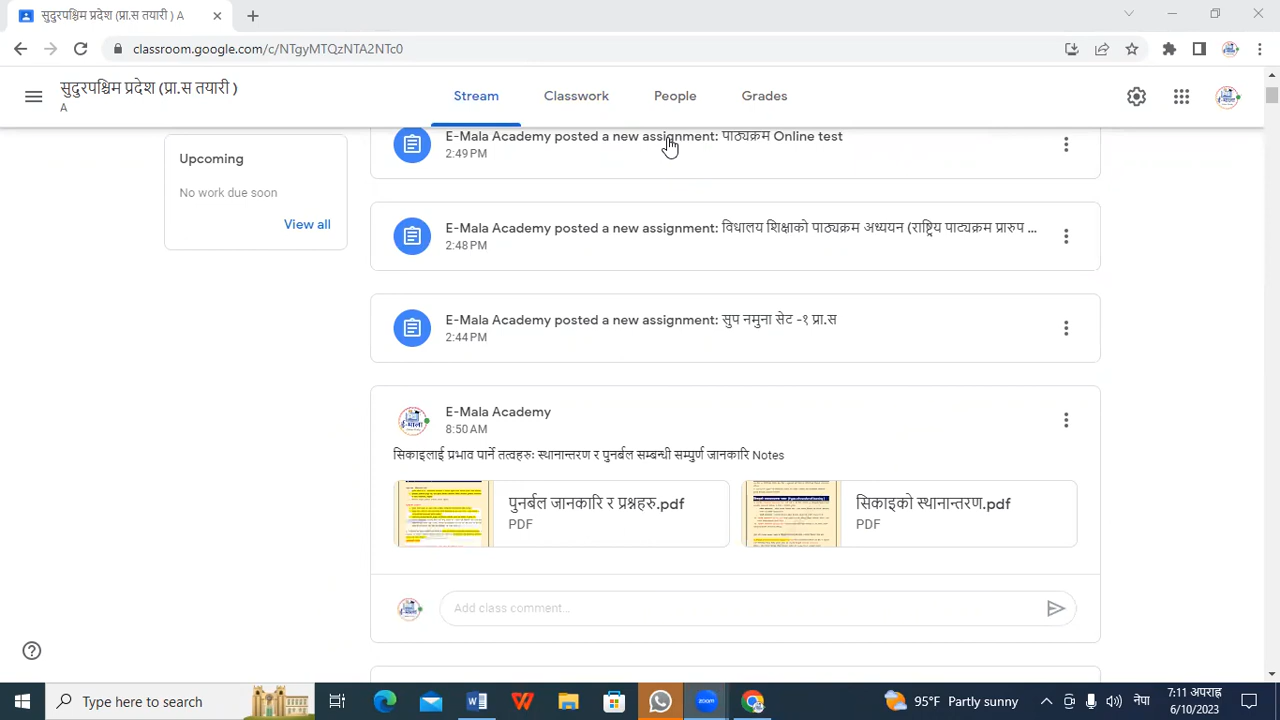 सुदुरपश्चिम प्रदेश (प्रा.स तयारी ) A
classroom.google.com/c/NTgyMTQzNTA2NTc0
सुदुरपश्चिम प्रदेश (प्रा.स तयारी )
A
Stream
Classwork
People
Grades
Upcoming
No work due soon
View all
E-Mala Academy posted a new assignment: पाठ्यक्रम Online test
2:49 PM
E-Mala Academy posted a new assignment: विधालय शिक्षाको पाठ्यक्रम अध्ययन (राष्ट्रिय पाट्यक्रम प्रारुप ...
2:48 PM
E-Mala Academy posted a new assignment: सुप नमुना सेट -१ प्रा.स
2:44 PM
E-Mala Academy
8:50 AM
सिकाइलाई प्रभाव पार्ने तत्वहरुः स्थानान्तरण र पुनर्बल सम्बन्धी सम्पुर्ण जानकारि Notes
पुनर्बल जानकारि र प्रश्नहरु.pdf
PDF
सिकाइको स्थानान्तरण.pdf
PDF
Add class comment...
Type here to search
zoom
95°F Partly sunny
नेपा
7:11 अपराह्न
6/10/2023